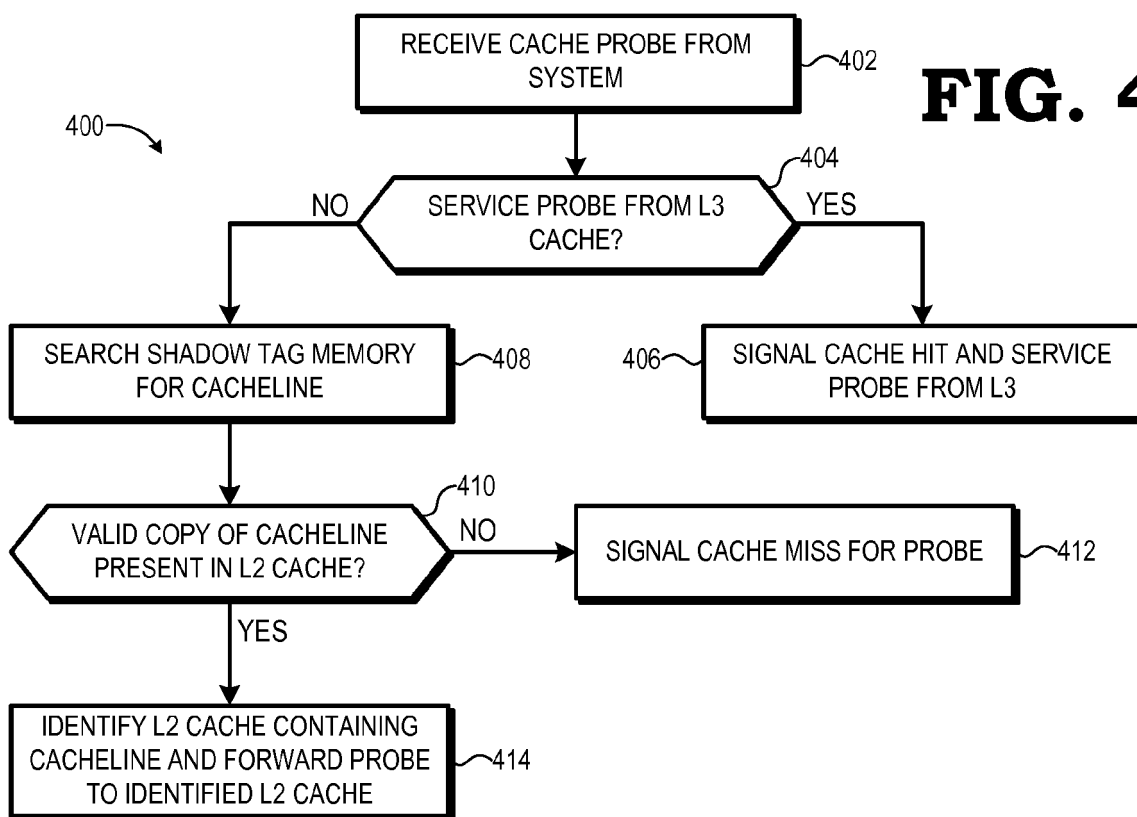 RECEIVE CACHE PROBE FROM
SYSTEM
402
FIG. 4
400
404
NO
SERVICE PROBE FROM L3
CACHE?
YES
SEARCH SHADOW TAG MEMORY
FOR CACHELINE
408
406
SIGNAL CACHE HIT AND SERVICE
PROBE FROM L3
410
VALID COPY OF CACHELINE
PRESENT IN L2 CACHE?
NO
SIGNAL CACHE MISS FOR PROBE
412
YES
IDENTIFY L2 CACHE CONTAINING
CACHELINE AND FORWARD PROBE
TO IDENTIFIED L2 CACHE
414